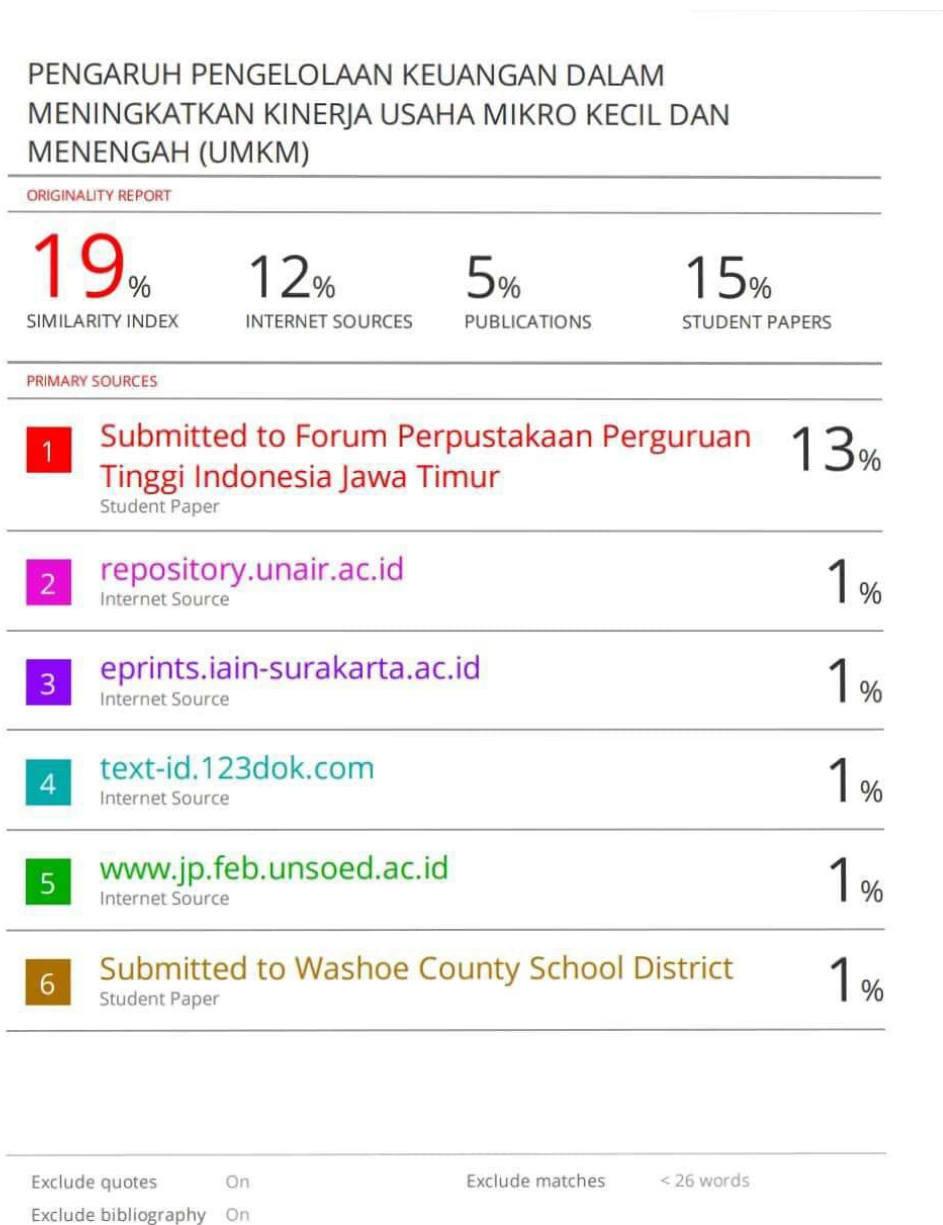 PENGARUH PENGELOLAAN KEUANGAN DALAM
MENINGKATKAN KINERJA USAHA MIKRO KECIL DAN
MENENGAH (UMKM)
ORIGINALITY REPORT
19% 12% 5% 15%
SIMILARITY INDEX INTERNET SOURCES PUBLICATIONS STUDENT PAPERS
PRIMARY SOURCES
1 Submitted to Forum Perpustakaan Perguruan 13%
Tinggi Indonesia Jawa Timur
Student Paper
2 repository.unair.ac.id 1%
Internet Source
3 eprints.iain-surakarta.ac.id 1%
Internet Source
4 text-id.123dok.com 1%
Internet Source
5 www.jp.feb.unsoed.ac.id 1%
Internet Source
6 Submitted to Washoe County School District 1%
Student Paper
Exclude quotes On Exclude matches < 26 words
Exclude bibliography On